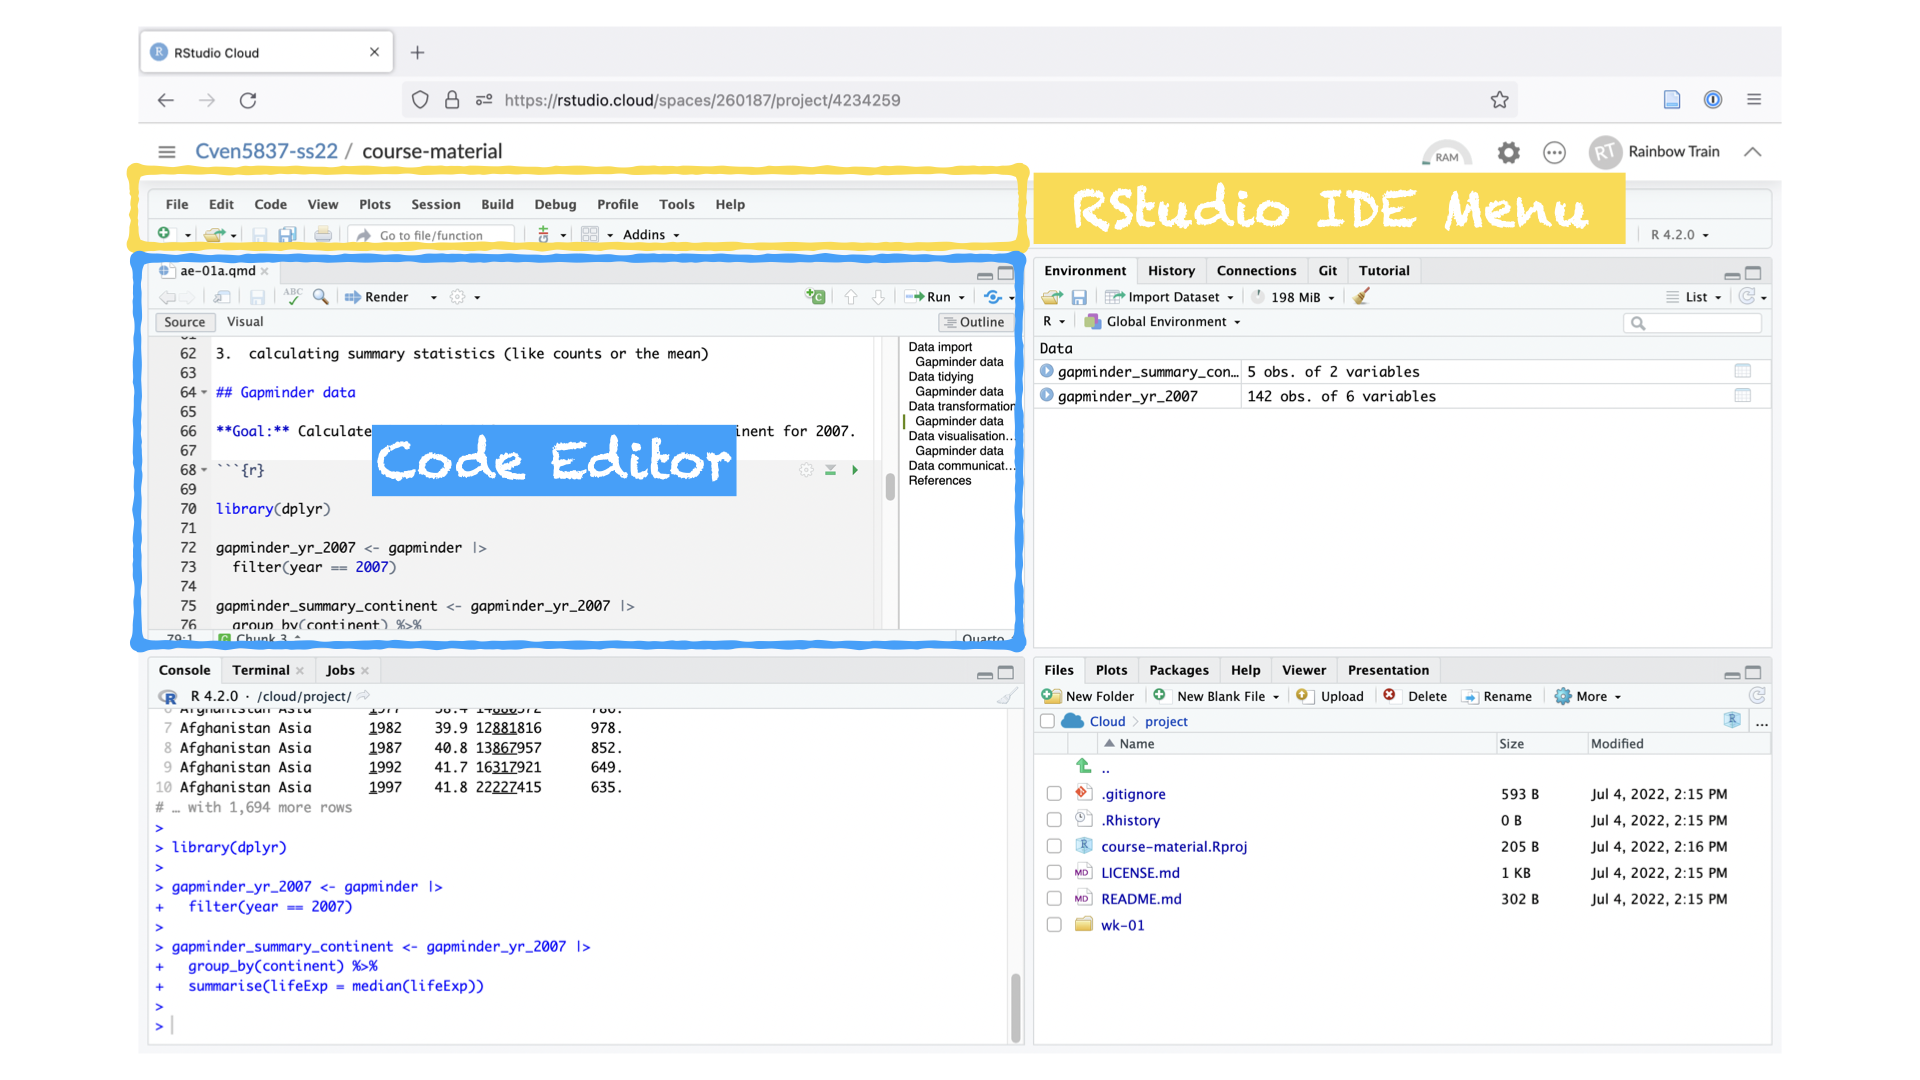 RStudio Cloud
https://rstudio.cloud/spaces/260187/project/4234259
Cven5837-ss22 / course-material
RAM
RT Rainbow Train
File Edit Code View Plots Session Build Debug Profile Tools Help
RStudio IDE Menu
Go to file/function
Addins
R 4.2.0
ae-01a.qmd
ABC
Render
Run
Source Visual
Outline
62 3. calculating summary statistics (like counts or the mean)
63
64 ## Gapminder data
65
66 **Goal:** Calculate
inent for 2007.
67
68 ```{r}
Code Editor
69
70 library(dplyr)
71
72 gapminder_yr_2007 <- gapminder |>
73 filter(year == 2007)
74
75 gapminder_summary_continent <- gapminder_yr_2007 |>
76 group_by(continent) %>%
79:1 Chunk 3
Quarto
Data import
Gapminder data
Data tidying
Gapminder data
Data transformation
Gapminder data
Data visualisation...
Gapminder data
Data communicat...
References
Environment History Connections Git Tutorial
Import Dataset 198 MiB
List
R Global Environment
Data
gapminder_summary_con… 5 obs. of 2 variables
gapminder_yr_2007 142 obs. of 6 variables
Console Terminal Jobs
R 4.2.0 · /cloud/project/
7 Afghanistan Asia 1982 39.9 12881816 978.
8 Afghanistan Asia 1987 40.8 13867957 852.
9 Afghanistan Asia 1992 41.7 16317921 649.
10 Afghanistan Asia 1997 41.8 22227415 635.
# … with 1,694 more rows
>
> library(dplyr)
>
> gapminder_yr_2007 <- gapminder |>
+ filter(year == 2007)
>
> gapminder_summary_continent <- gapminder_yr_2007 |>
+ group_by(continent) %>%
+ summarise(lifeExp = median(lifeExp))
>
>
Files Plots Packages Help Viewer Presentation
New Folder New Blank File Upload Delete Rename More
Cloud > project
...
Name Size Modified
..
.gitignore 593 B Jul 4, 2022, 2:15 PM
.Rhistory 0 B Jul 4, 2022, 2:15 PM
course-material.Rproj 205 B Jul 4, 2022, 2:16 PM
LICENSE.md 1 KB Jul 4, 2022, 2:15 PM
README.md 302 B Jul 4, 2022, 2:15 PM
wk-01